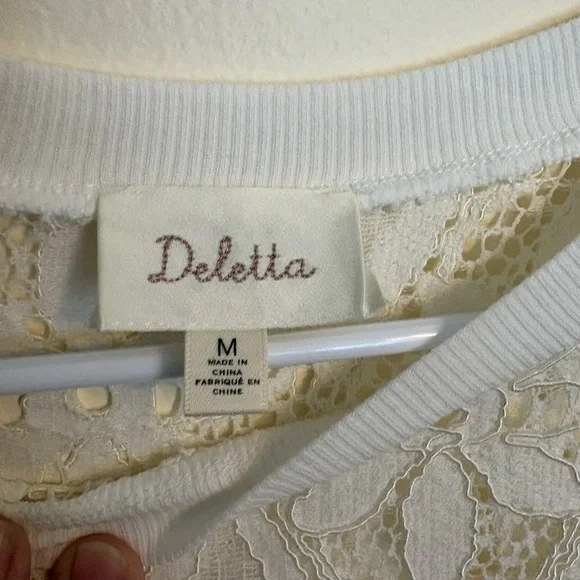 Deletta
M
MADE IN
CHINA
FABRIQUÉ EN
CHINE